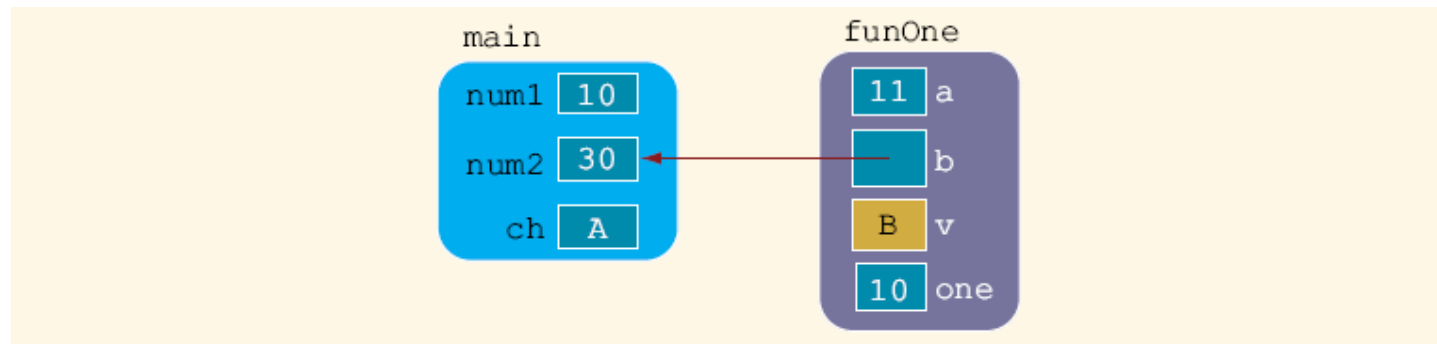 main
num1 10
num2 30
ch A
funOne
11 a
b
B v
10 one